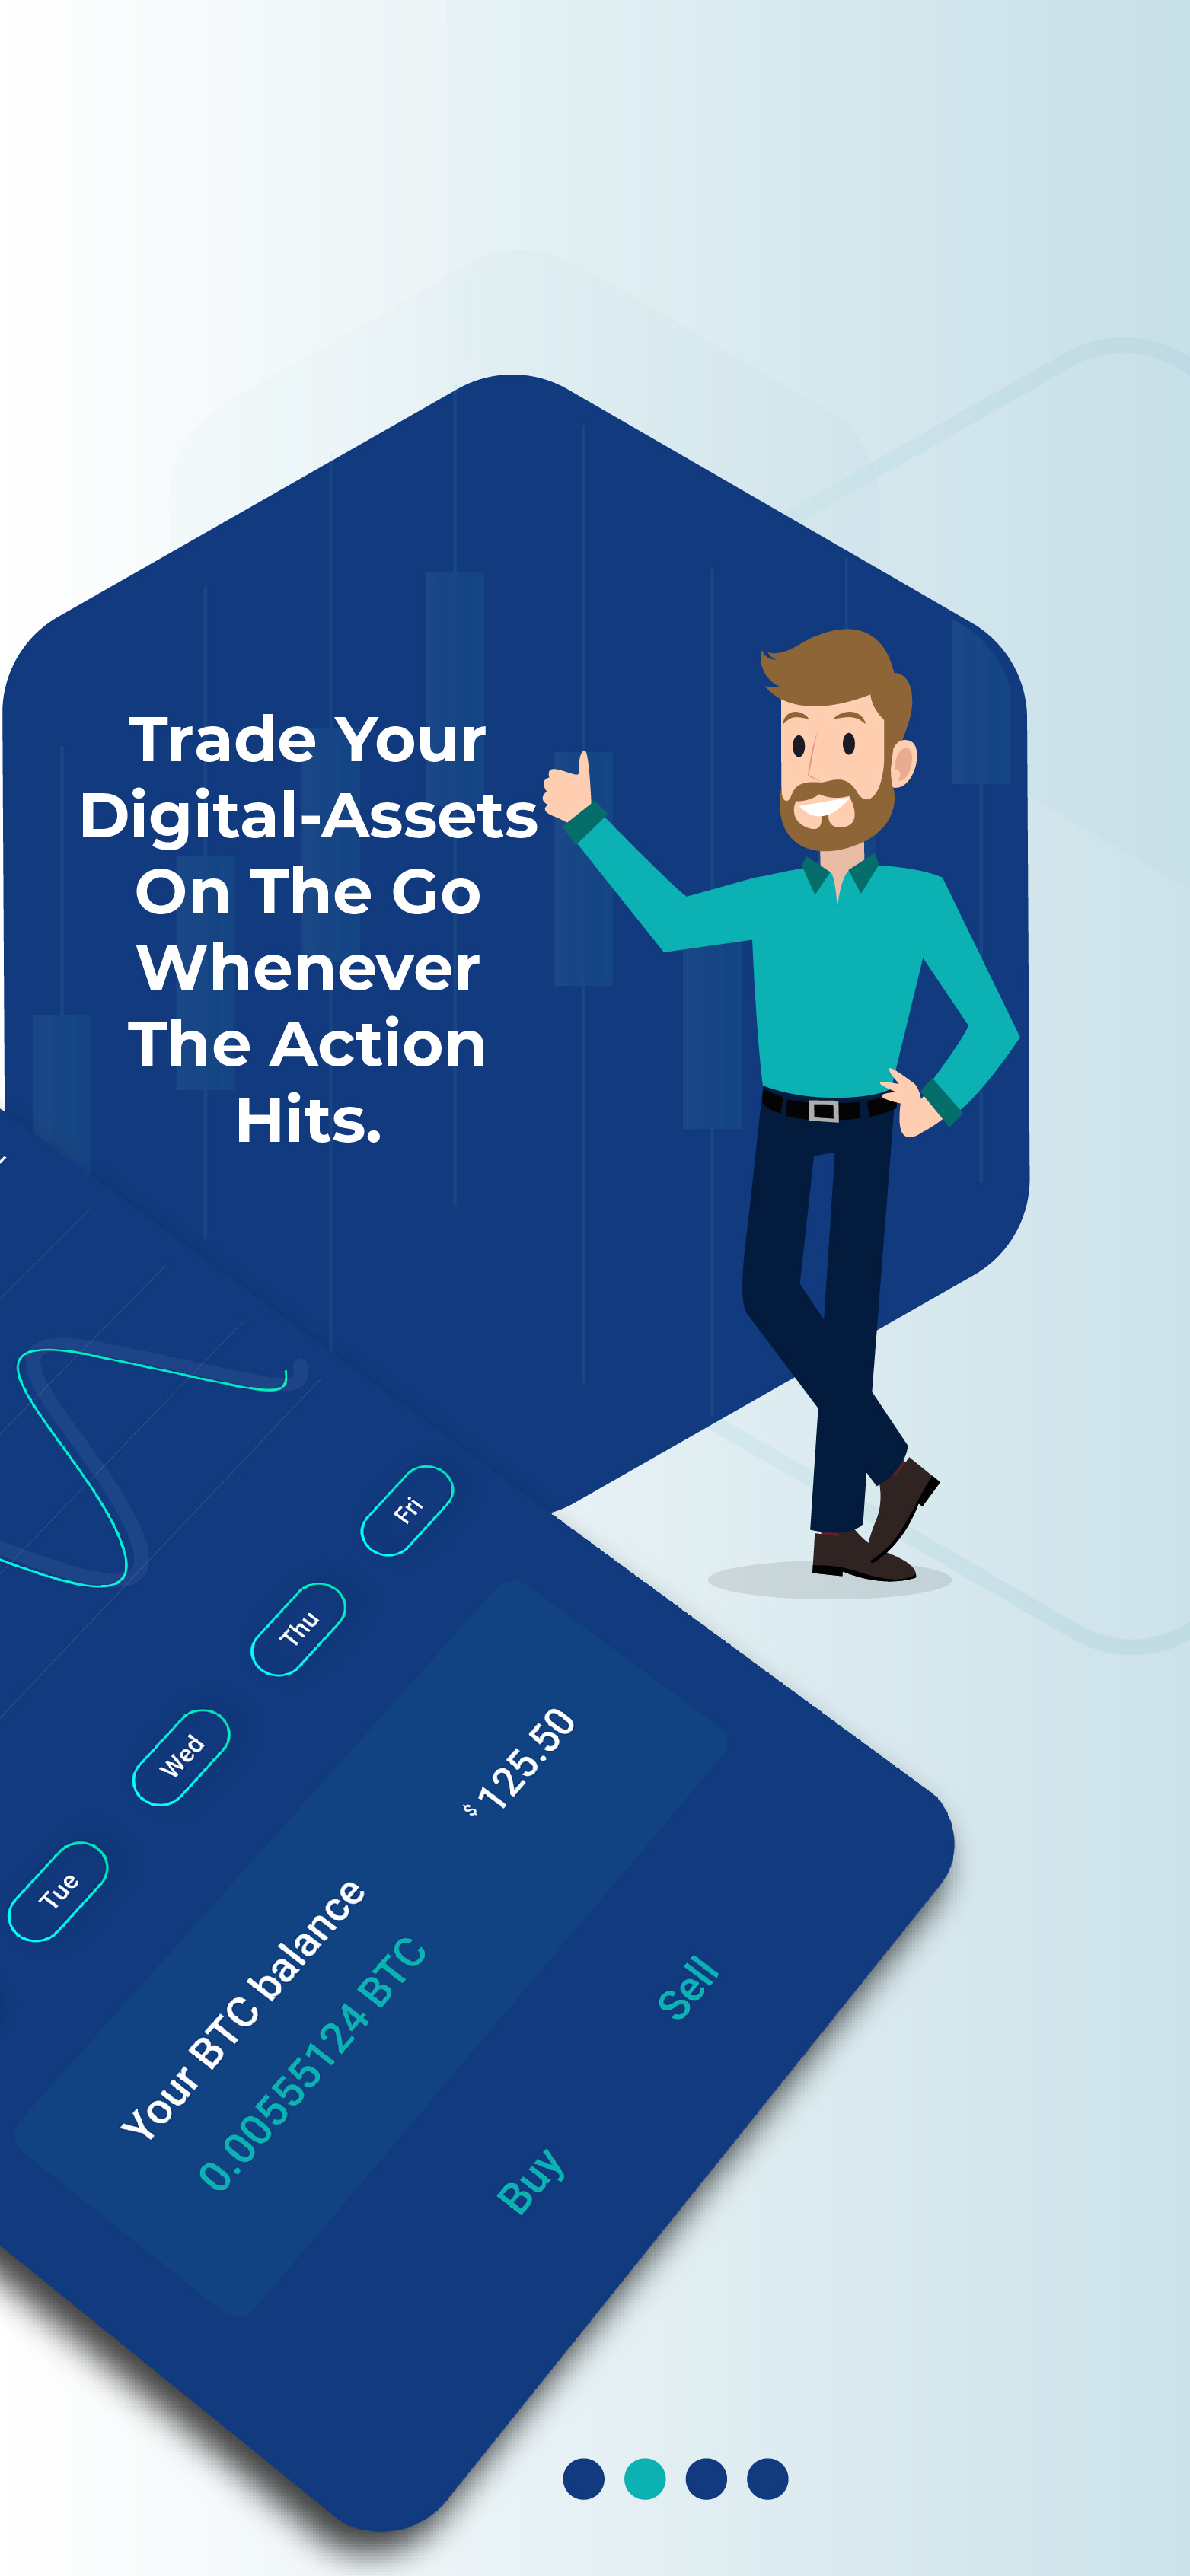 Trade Your
Digital-Assets
On The Go
Whenever
The Action
Hits.
Fri
Thu
Wed
Tue
Your BTC balance
$125.50
0.00555124 BTC
Sell
Buy